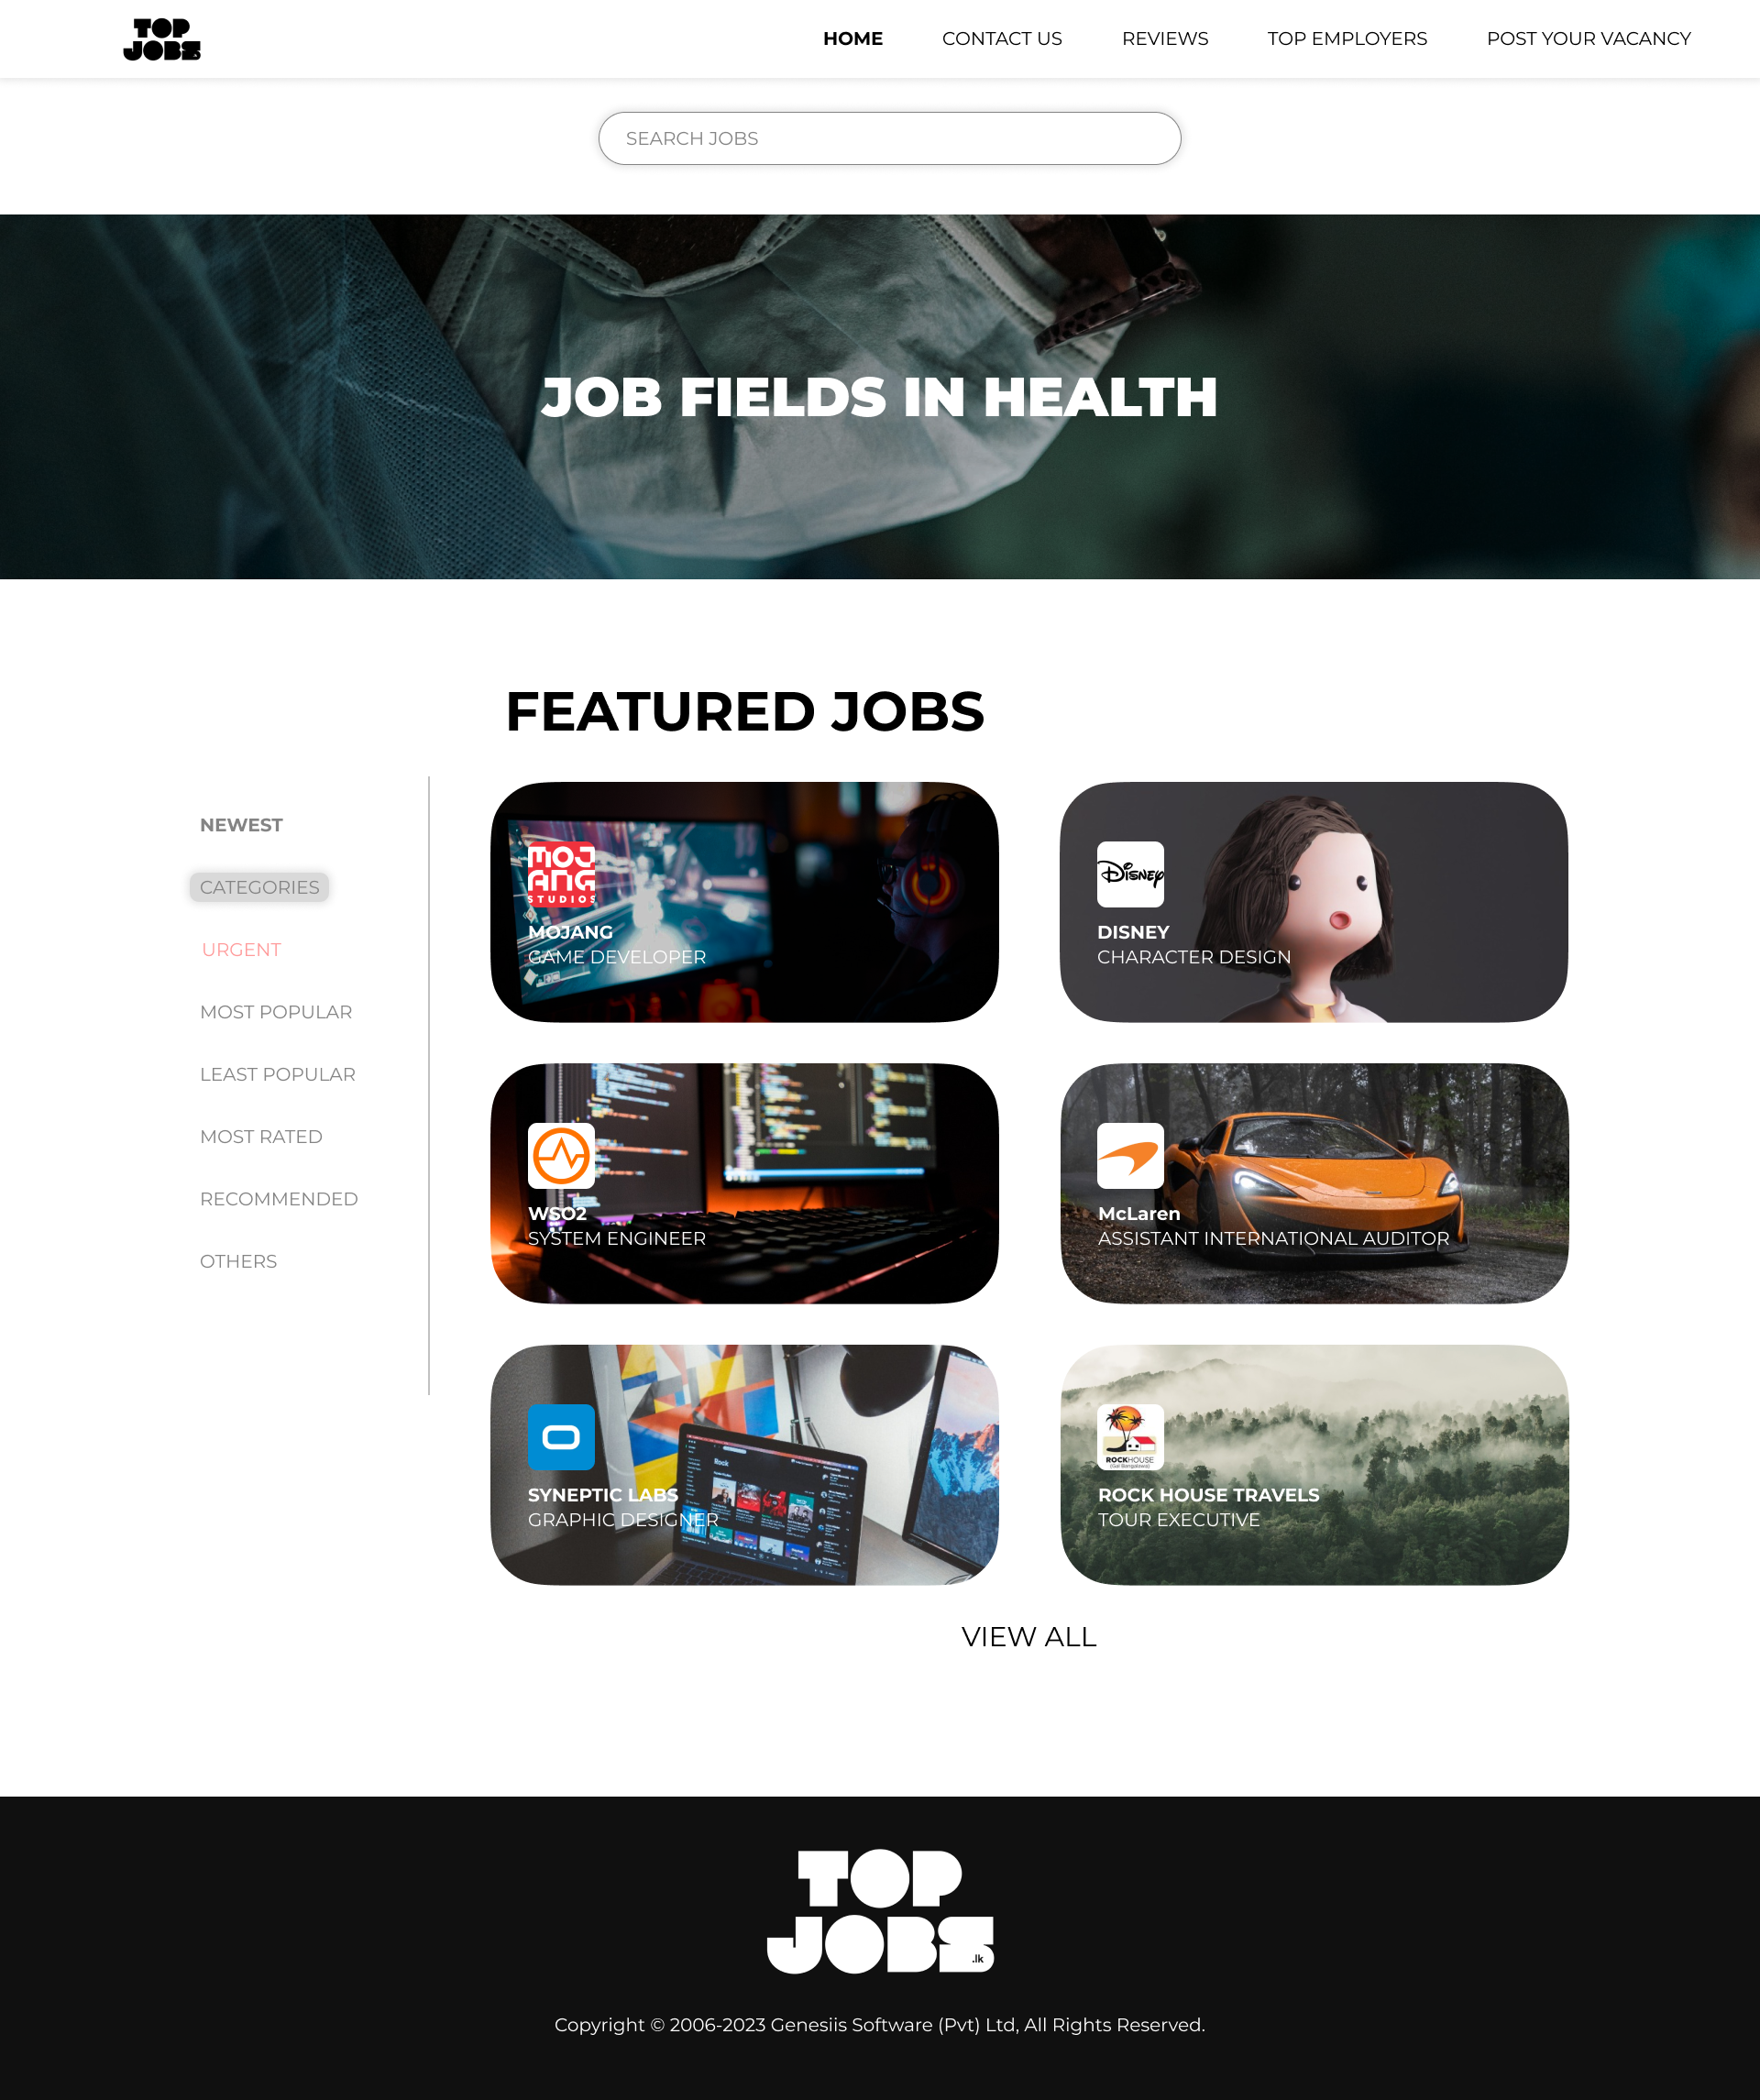 TOP
JOBS
HOME
CONTACT US
REVIEWS
TOP EMPLOYERS
POST YOUR VACANCY
SEARCH JOBS
JOB FIELDS IN HEALTH
FEATURED JOBS
NEWEST
CATEGORIES
URGENT
MOST POPULAR
LEAST POPULAR
MOST RATED
RECOMMENDED
OTHERS
MOJ
ANG
STUDIOS
MOJANG
GAME DEVELOPER
Disney
DISNEY
CHARACTER DESIGN
WSO2
SYSTEM ENGINEER
McLaren
ASSISTANT INTERNATIONAL AUDITOR
Rock
SYNEPTIC LABS
GRAPHIC DESIGNER
ROCKHOUSE
ROCK HOUSE TRAVELS
TOUR EXECUTIVE
VIEW ALL
TOP
JOBS
.lk
Copyright © 2006-2023 Genesiis Software (Pvt) Ltd, All Rights Reserved.